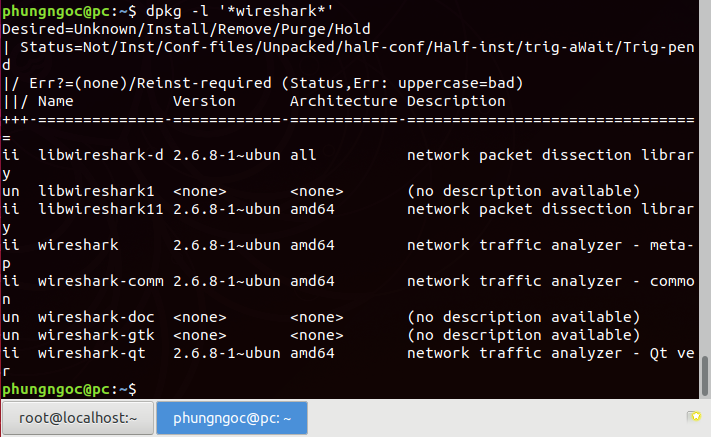 phungngoc@pc:~$ dpkg -l '*wireshark*'
Desired=Unknown/Install/Remove/Purge/Hold
| Status=Not/Inst/Conf-files/Unpacked/halF-conf/Half-inst/trig-aWait/Trig-pen
d
|/ Err?=(none)/Reinst-required (Status,Err: uppercase=bad)
||/ Name           Version      Architecture Description
+++-==============-============-============-=================================
=
ii  libwireshark-d 2.6.8-1~ubun all          network packet dissection librar
y
un  libwireshark1  <none>       <none>       (no description available)
ii  libwireshark11 2.6.8-1~ubun amd64        network packet dissection librar
y
ii  wireshark      2.6.8-1~ubun amd64        network traffic analyzer - meta-
p
ii  wireshark-comm 2.6.8-1~ubun amd64        network traffic analyzer - commo
n
un  wireshark-doc  <none>       <none>       (no description available)
un  wireshark-gtk  <none>       <none>       (no description available)
ii  wireshark-qt   2.6.8-1~ubun amd64        network traffic analyzer - Qt ve
r
phungngoc@pc:~$
root@localhost:~ phungngoc@pc: ~